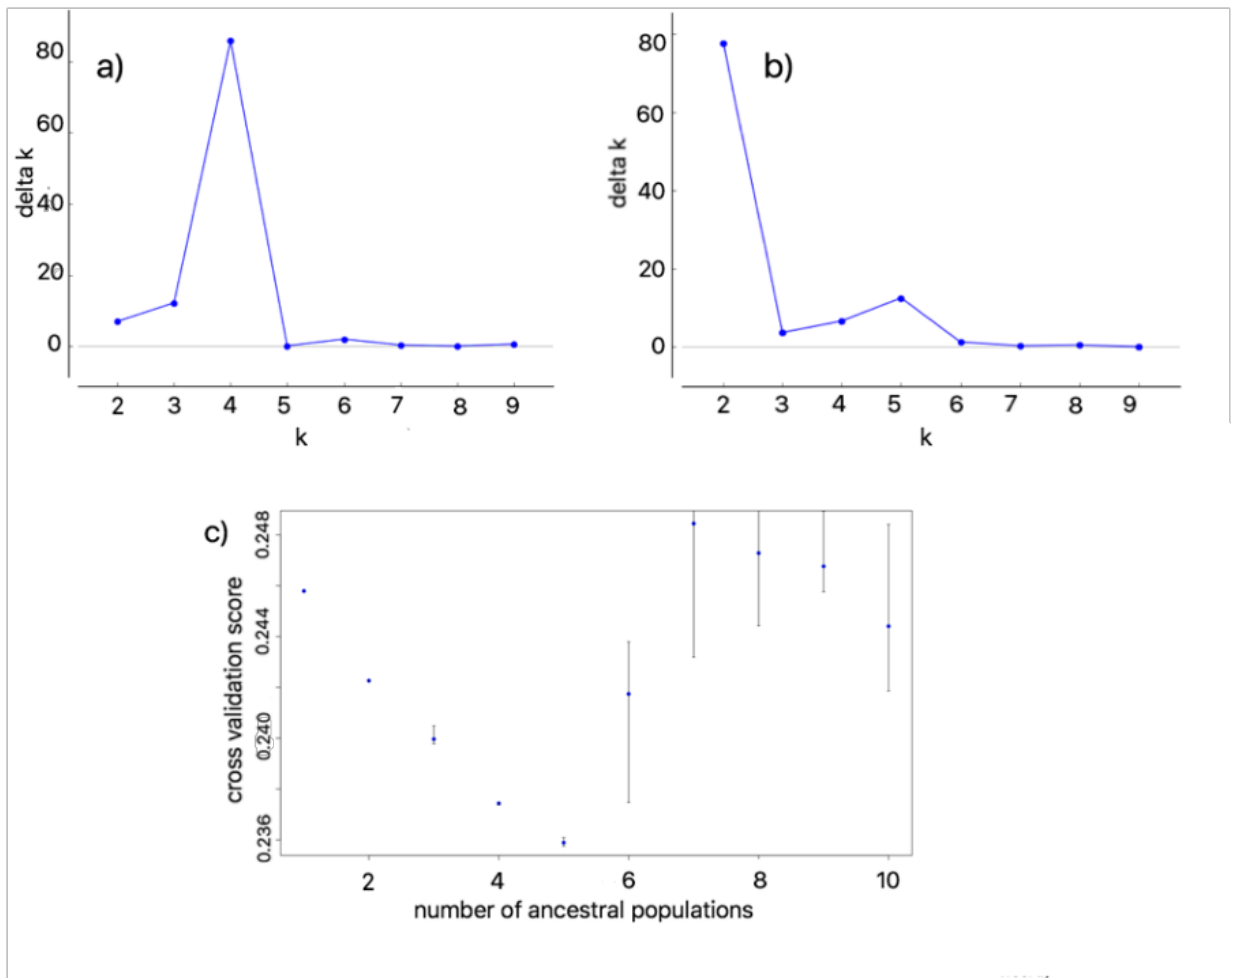 a)
80
60
40
20
0
delta k
2 3 4 5 6 7 8 9
k
b)
80
60
40
20
0
delta k
2 3 4 5 6 7 8 9
k
c)
0.248
0.244
0.240
0.236
cross validation score
2 4 6 8 10
number of ancestral populations